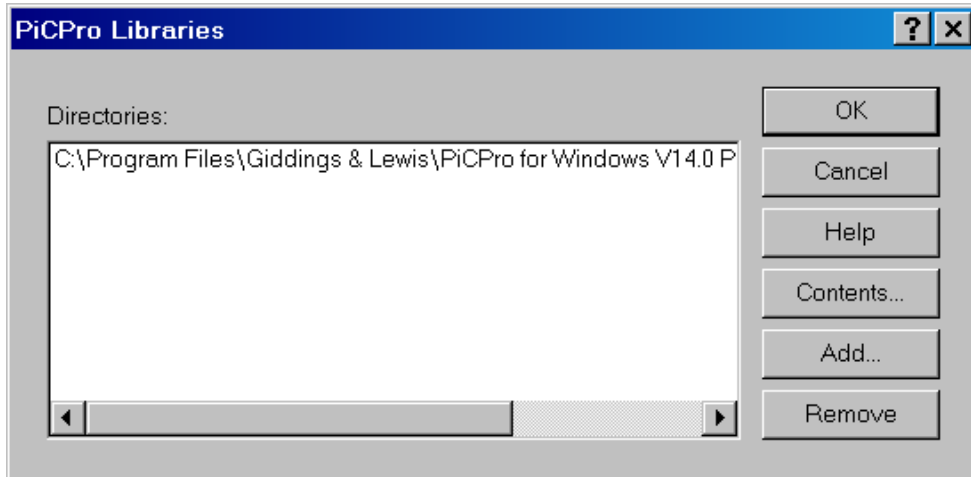 PiCPro Libraries
Directories:
C:\Program Files\Giddings & Lewis\PiCPro for Windows V14.0 P
OK
Cancel
Help
Contents...
Add...
Remove